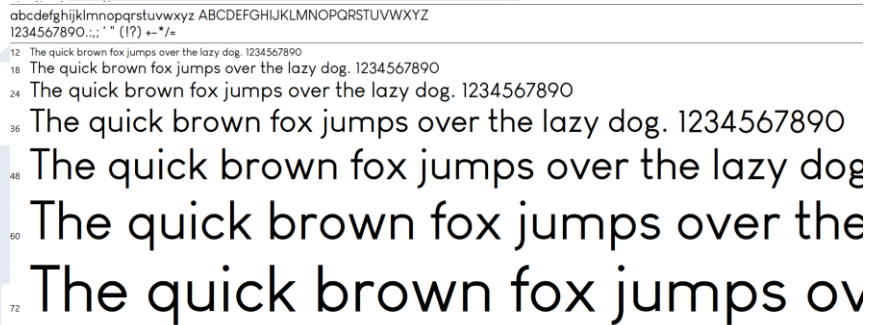 abcdefghijklmnopqrstuvwxyz ABCDEFGHIJKLMNOPQRSTUVWXYZ
1234567890.:,; ' " (!?) +-*/=
12 The quick brown fox jumps over the lazy dog. 1234567890
18 The quick brown fox jumps over the lazy dog. 1234567890
24 The quick brown fox jumps over the lazy dog. 1234567890
36 The quick brown fox jumps over the lazy dog. 1234567890
48 The quick brown fox jumps over the lazy dog
60 The quick brown fox jumps over the
72 The quick brown fox jumps ov